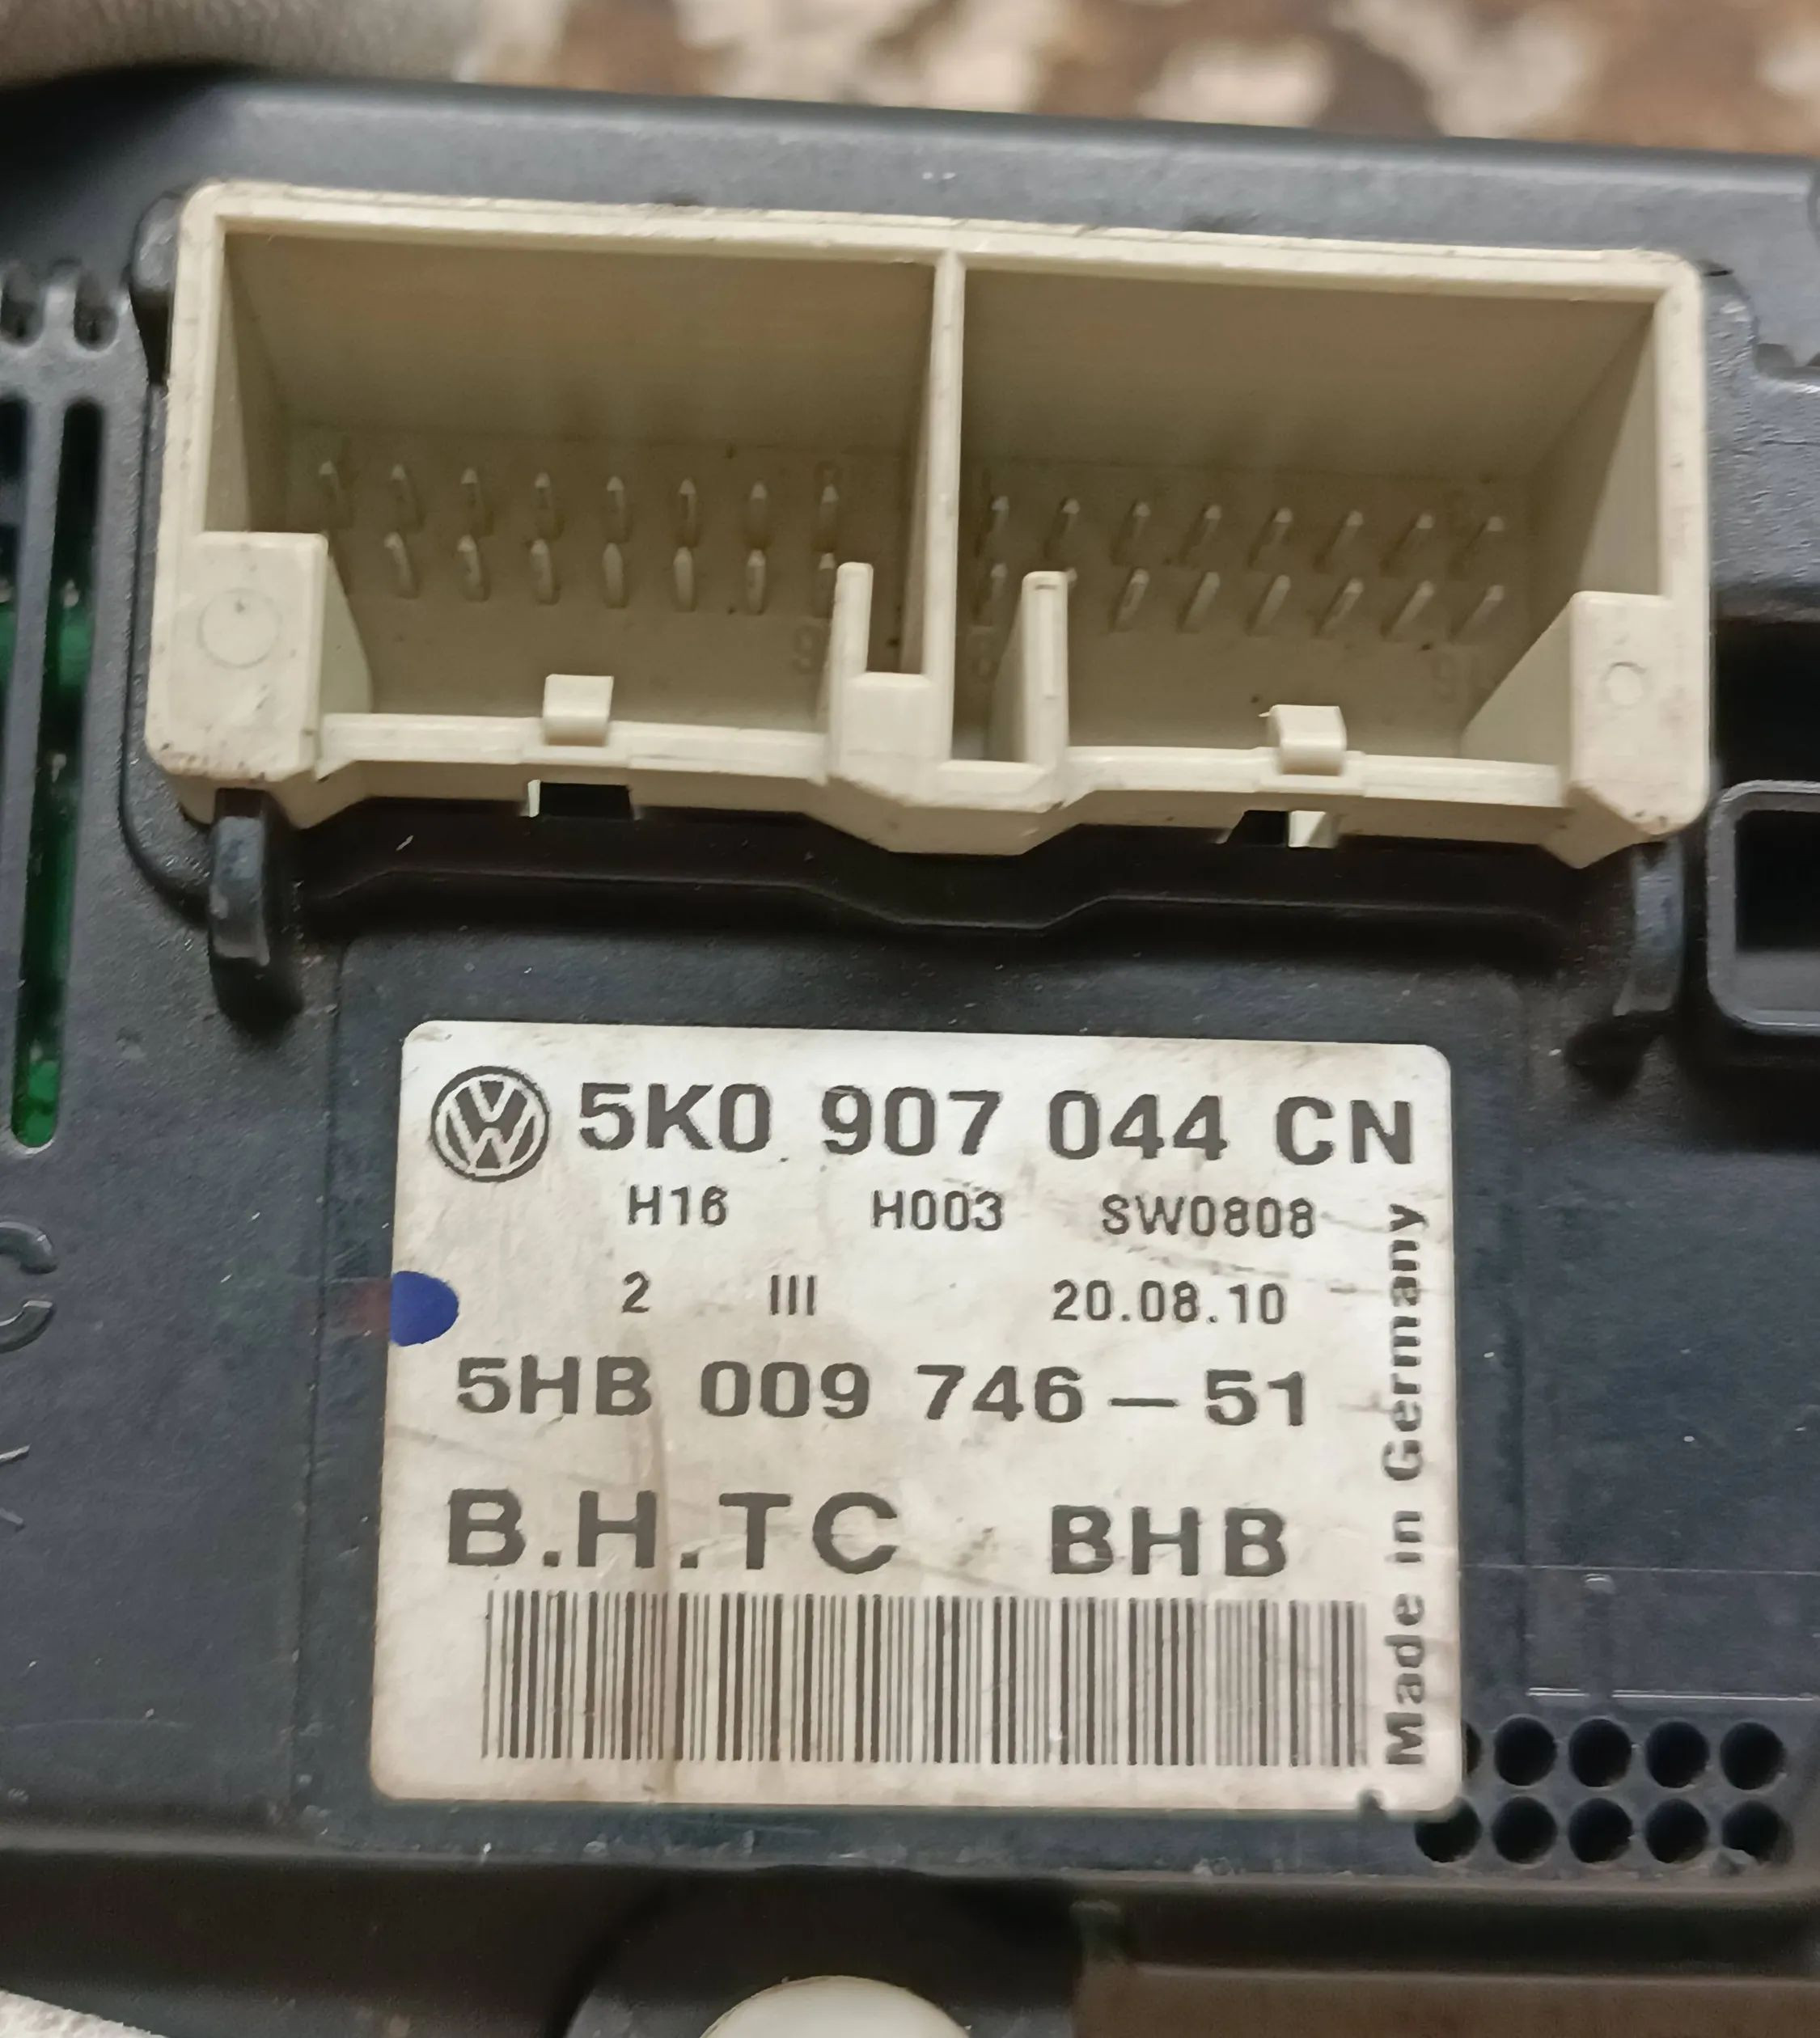 5K0 907 044 CN
H16 H003 SW0808
2 III 20.08.10
5HB 009 746-51
B.H.TC BHB
Made in Germany